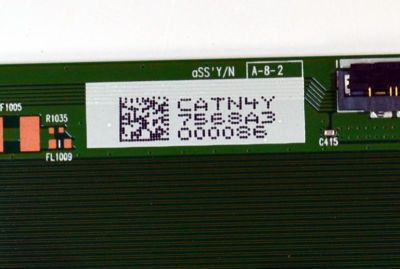 aSS'Y/N A-8-2
F1005
R1035
CATN4Y
7568A3
000086
C415
FL1009